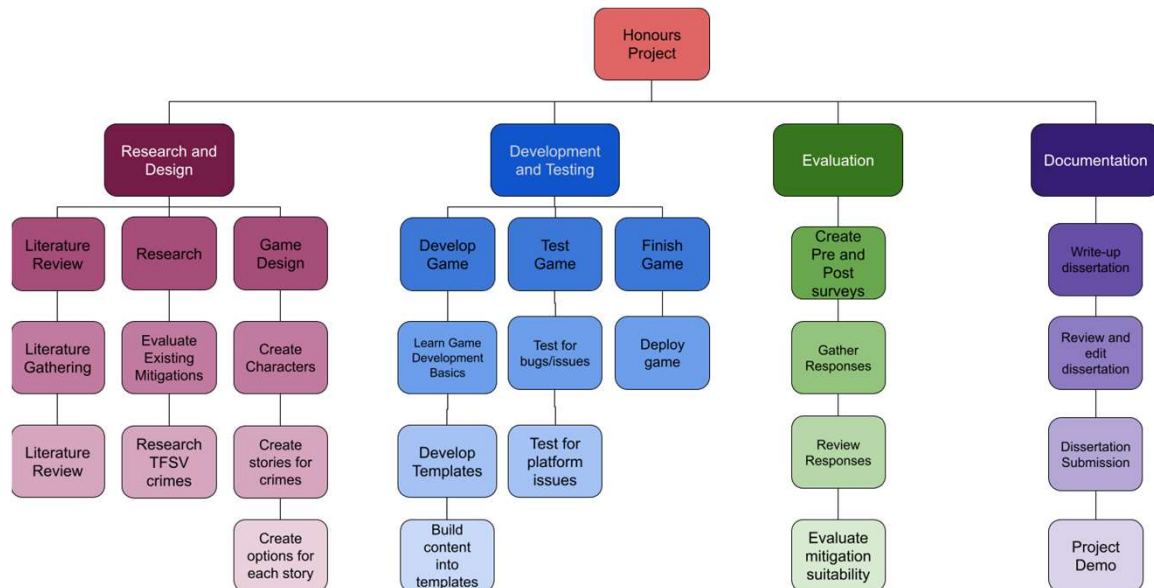 Honours
Project
Research and
Design
Development
and Testing
Evaluation
Documentation
Literature
Review
Research
Game
Design
Develop
Game
Test
Game
Finish
Game
Create
Pre and
Post
surveys
Write-up
dissertation
Literature
Gathering
Evaluate
Existing
Mitigations
Create
Characters
Learn Game
Development
Basics
Test for
bugs/issues
Deploy
game
Gather
Responses
Review and
edit
dissertation
Literature
Review
Research
TFSV
crimes
Create
stories for
crimes
Develop
Templates
Test for
platform
issues
Review
Responses
Dissertation
Submission
Create
options for
each story
Build
content
into
templates
Evaluate
mitigation
suitability
Project
Demo